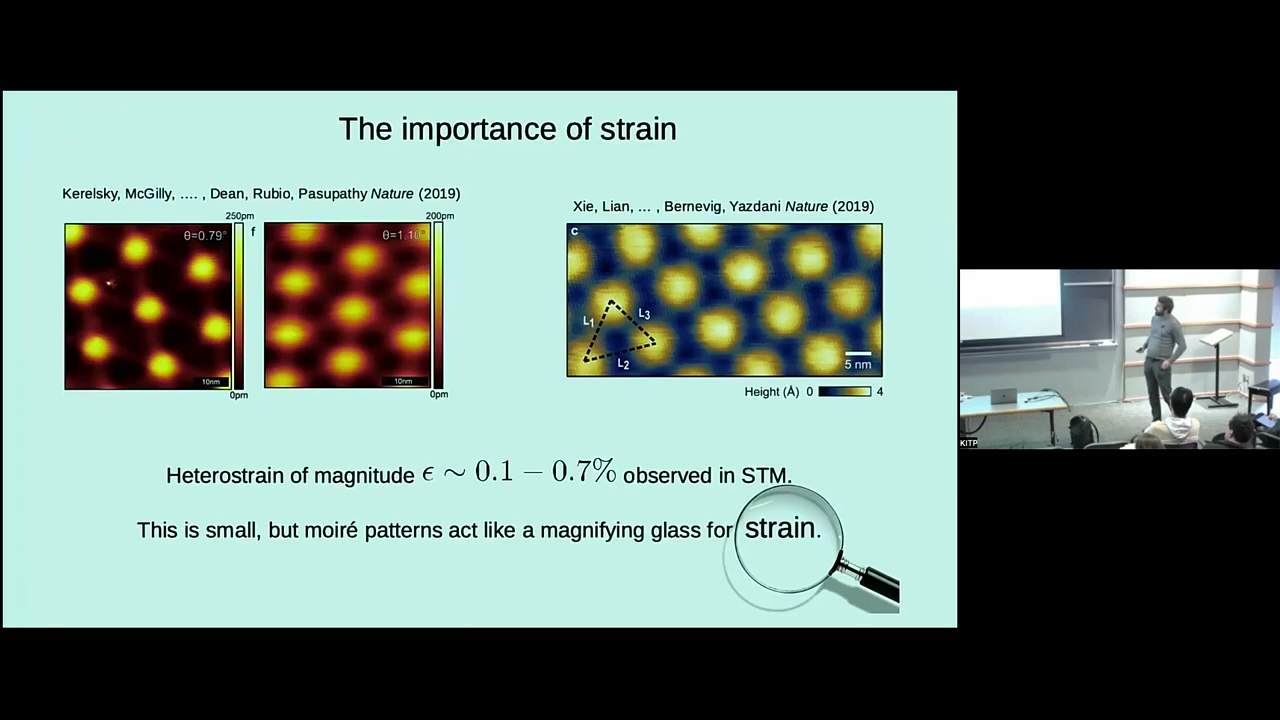 The importance of strain
Kerelsky, McGilly, .... , Dean, Rubio, Pasupathy Nature (2019)
Xie, Lian, ... , Bernevig, Yazdani Nature (2019)
250pm
200pm
θ=0.79°
f
θ=1.10°
10nm
10nm
0pm
0pm
c
L1
L3
L2
5 nm
Height (Å) 0 4
Heterostrain of magnitude ϵ ∼ 0.1 − 0.7% observed in STM.
This is small, but moiré patterns act like a magnifying glass for strain.
KITP